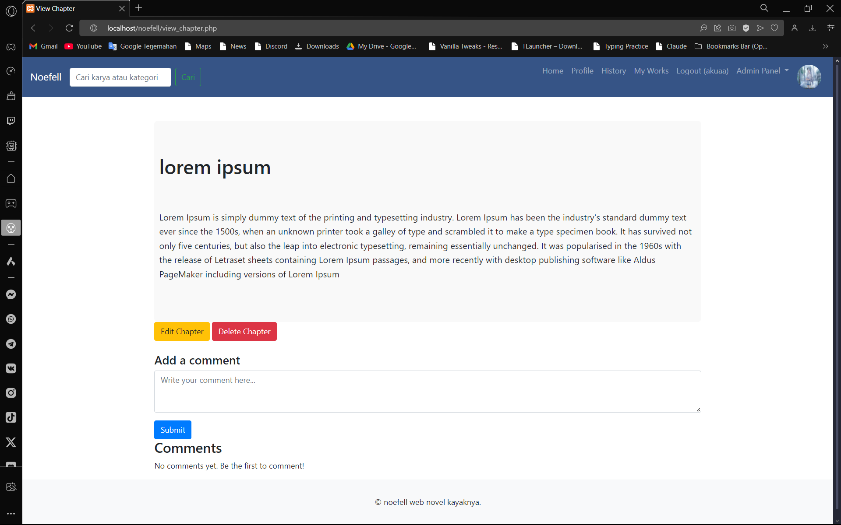 View Chapter
localhost/noefell/view_chapter.php
Gmail YouTube Google Terjemahan Maps News Discord Downloads My Drive - Google... Vanilla Tweaks - Res... TLauncher – Downl... Typing Practice Claude Bookmarks Bar (Op...
Noefell Cari karya atau kategori Cari Home Profile History My Works Logout (akuaa) Admin Panel
lorem ipsum
Lorem Ipsum is simply dummy text of the printing and typesetting industry. Lorem Ipsum has been the industry's standard dummy text
ever since the 1500s, when an unknown printer took a galley of type and scrambled it to make a type specimen book. It has survived not
only five centuries, but also the leap into electronic typesetting, remaining essentially unchanged. It was popularised in the 1960s with
the release of Letraset sheets containing Lorem Ipsum passages, and more recently with desktop publishing software like Aldus
PageMaker including versions of Lorem Ipsum
Edit Chapter Delete Chapter
Add a comment
Write your comment here...
Submit
Comments
No comments yet. Be the first to comment!
© noefell web novel kayaknya.